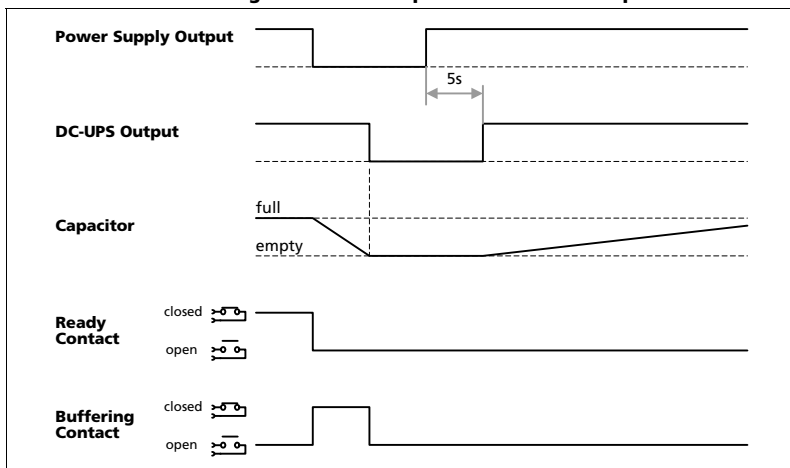 Power Supply Output
5s
DC-UPS Output
full
Capacitor
empty
closed
Ready
Contact
open
closed
Buffering
Contact
open